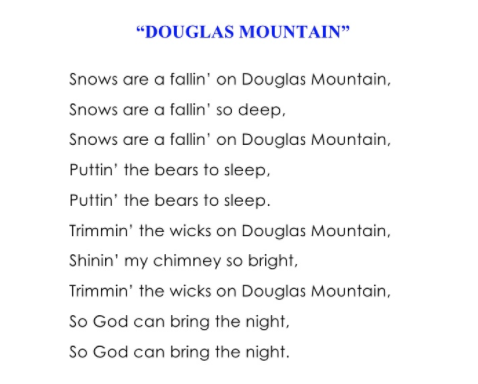 “DOUGLAS MOUNTAIN”
Snows are a fallin’ on Douglas Mountain,
Snows are a fallin’ so deep,
Snows are a fallin’ on Douglas Mountain,
Puttin’ the bears to sleep,
Puttin’ the bears to sleep.
Trimmin’ the wicks on Douglas Mountain,
Shinin’ my chimney so bright,
Trimmin’ the wicks on Douglas Mountain,
So God can bring the night,
So God can bring the night.